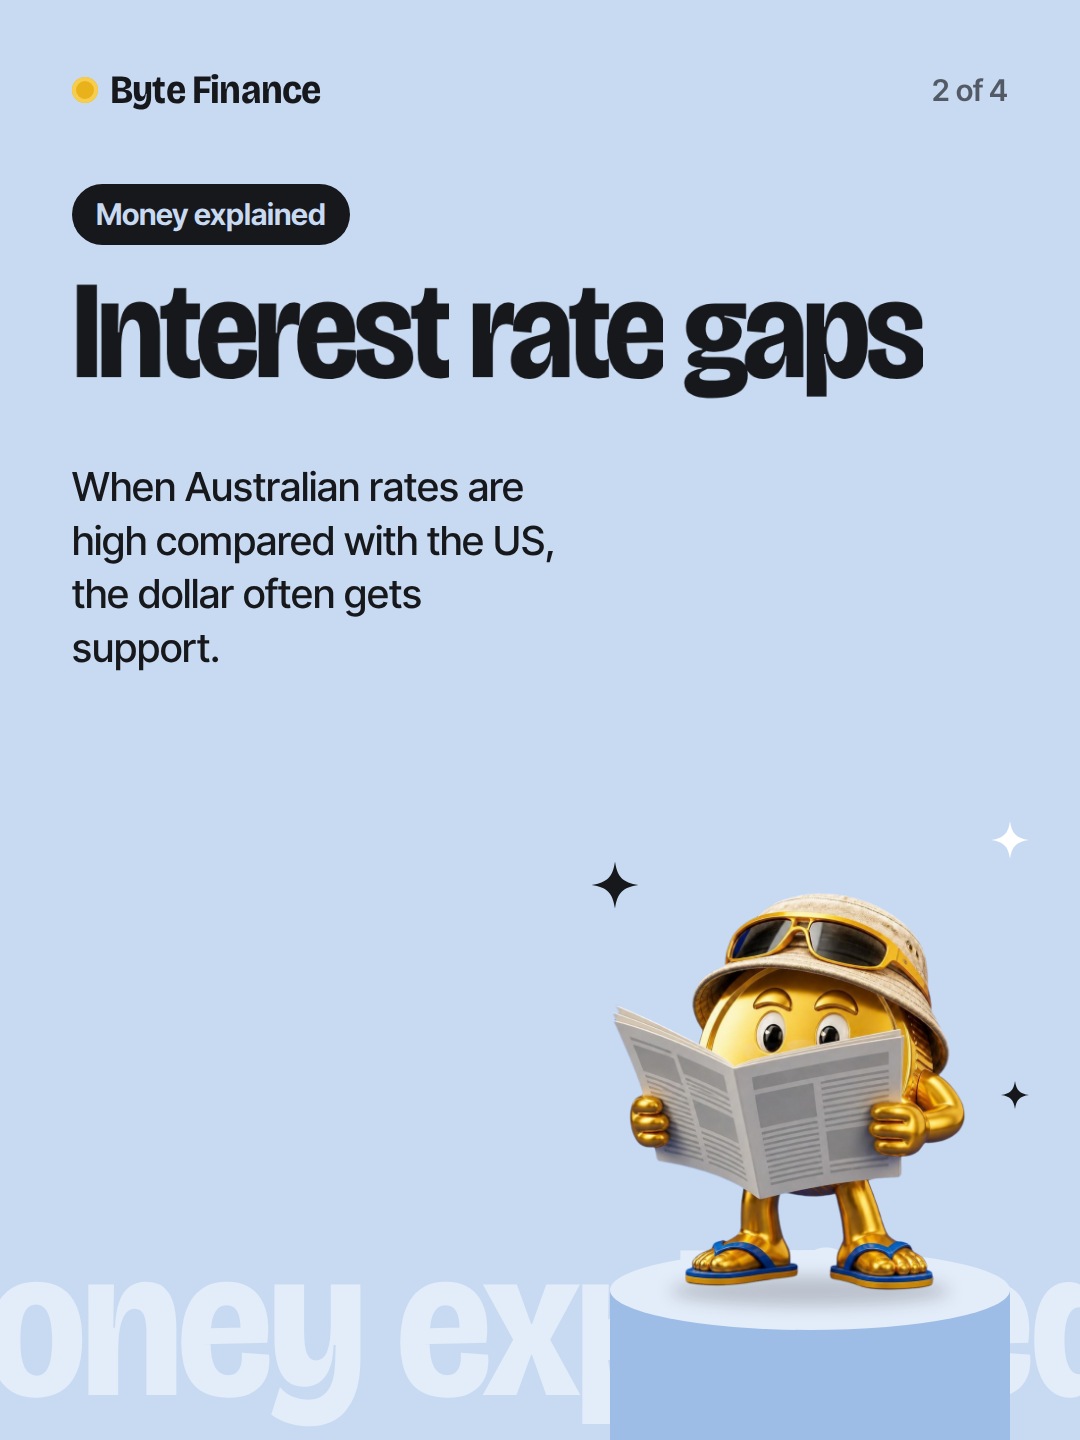 Byte Finance
2 of 4
Money explained
Interest rate gaps
When Australian rates are
high compared with the US,
the dollar often gets
support.
oney exp ed